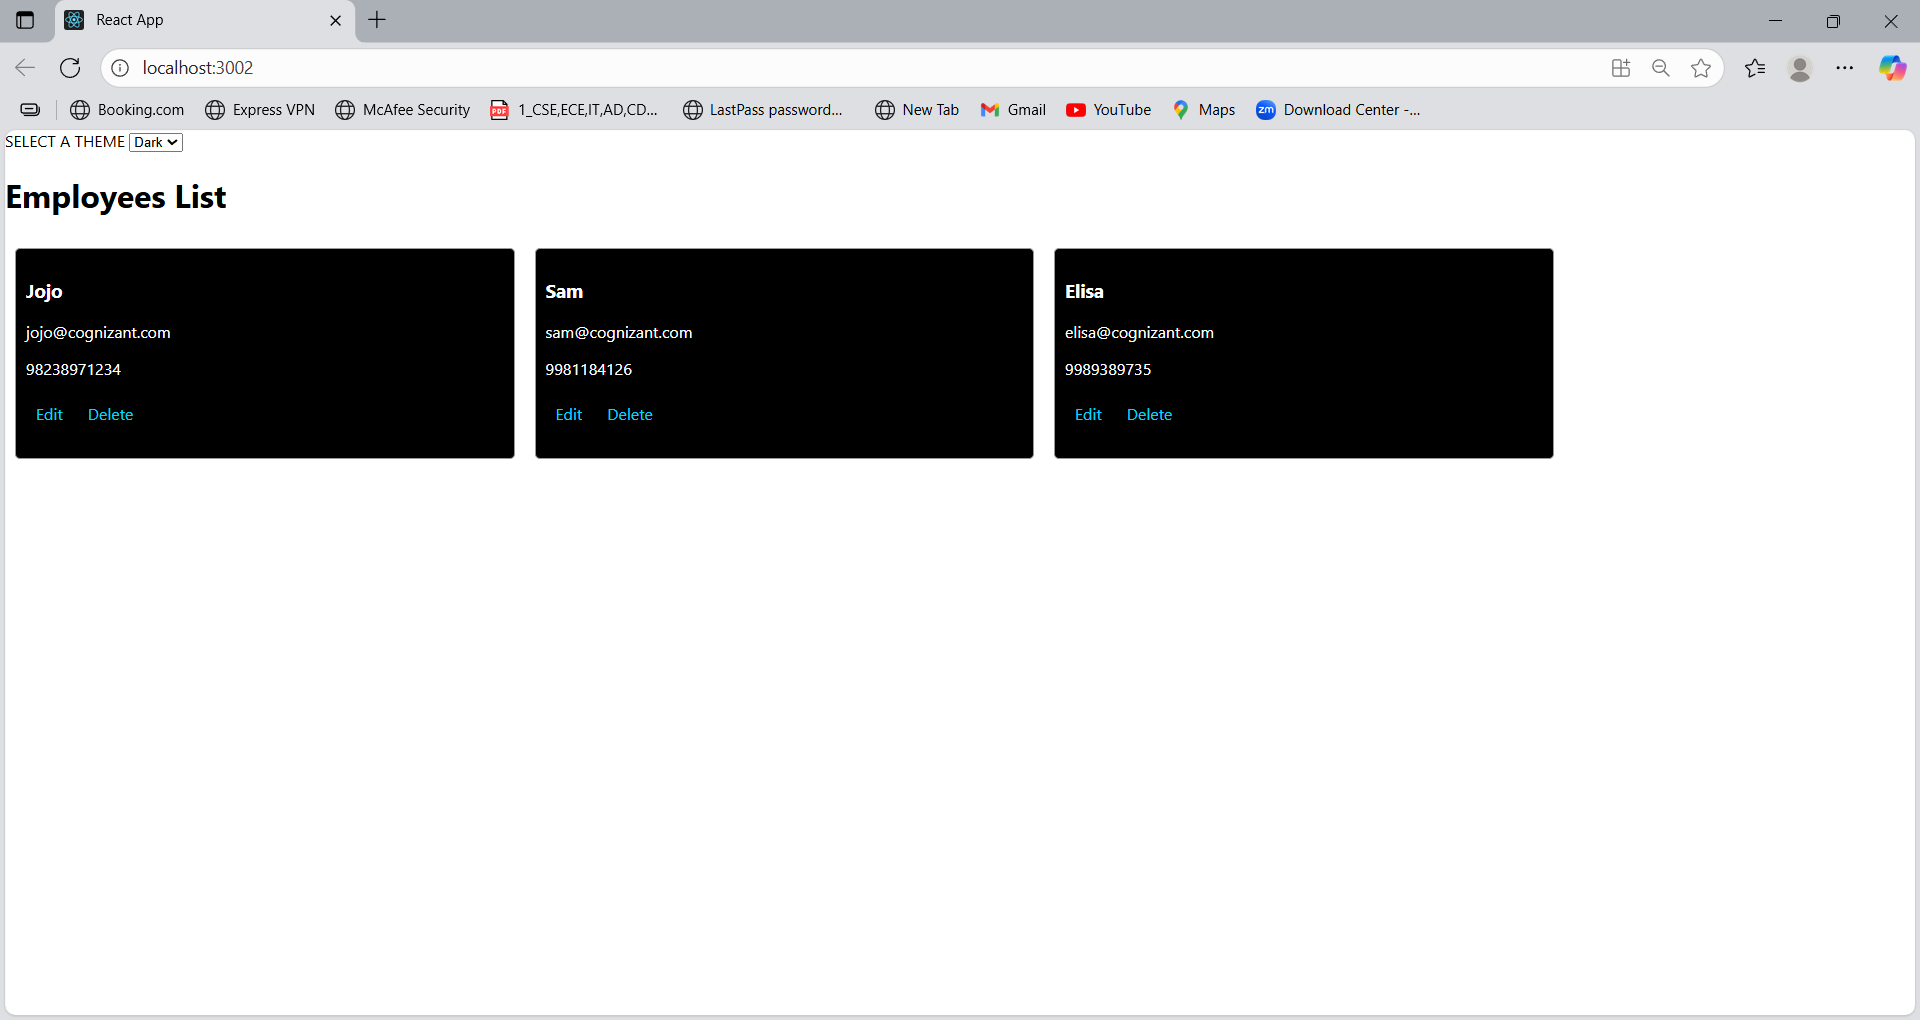 React App
localhost:3002
Booking.com Express VPN McAfee Security 1_CSE,ECE,IT,AD,CD... LastPass password... New Tab Gmail YouTube Maps Download Center -...
SELECT A THEME Dark
Employees List
Jojo
jojo@cognizant.com
98238971234
Edit Delete
Sam
sam@cognizant.com
9981184126
Edit Delete
Elisa
elisa@cognizant.com
9989389735
Edit Delete